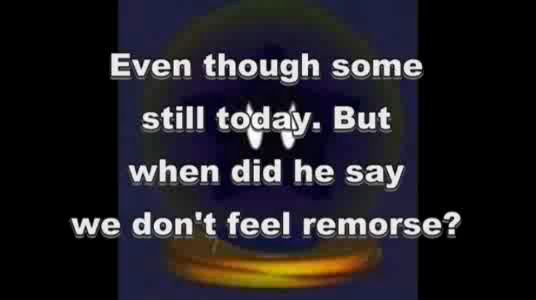 Even though some
still today. But
when did he say
we don't feel remorse?